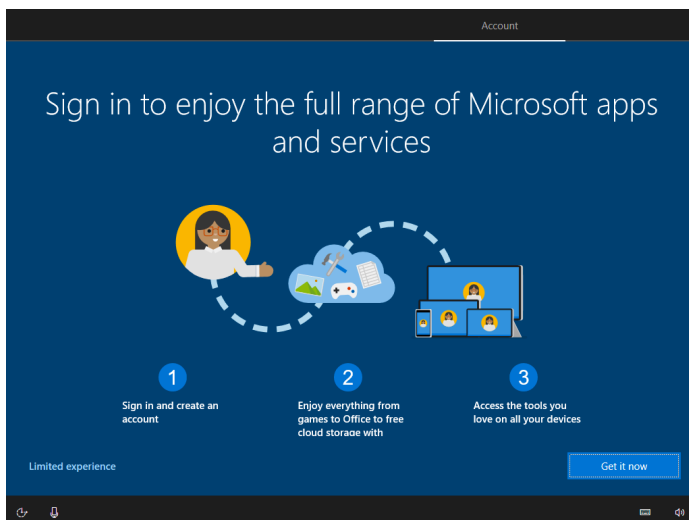 Account
Sign in to enjoy the full range of Microsoft apps
and services
1
Sign in and create an
account
2
Enjoy everything from
games to Office to free
cloud storage with
3
Access the tools you
love on all your devices
Limited experience
Get it now